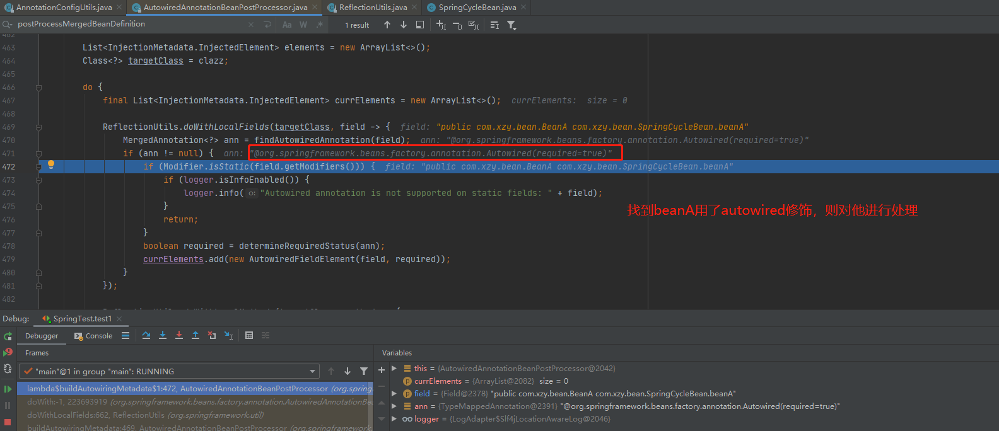 AnnotationConfigUtils.java
AutowiredAnnotationBeanPostProcessor.java
ReflectionUtils.java
SpringCycleBean.java
postProcessMergedBeanDefinition
Aa
W
.*
1 result
462
463 List<InjectionMetadata.InjectedElement> elements = new ArrayList<>();
464 Class<?> targetClass = clazz;
465
466 do {
467 final List<InjectionMetadata.InjectedElement> currElements = new ArrayList<>(); currElements: size = 0
468
469 ReflectionUtils.doWithLocalFields(targetClass, field -> { field: "public com.xzy.bean.BeanA com.xzy.bean.SpringCycleBean.beanA"
470 MergedAnnotation<?> ann = findAutowiredAnnotation(field); ann: "@org.springframework.beans.factory.annotation.Autowired(required=true)"
471 if (ann != null) { ann: "@org.springframework.beans.factory.annotation.Autowired(required=true)"
472 if (Modifier.isStatic(field.getModifiers())) { field: "public com.xzy.bean.BeanA com.xzy.bean.SpringCycleBean.beanA"
473 if (logger.isInfoEnabled()) {
474 logger.info( o: "Autowired annotation is not supported on static fields: " + field);
475 }
找到beanA用了autowired修饰，则对他进行处理
476 return;
477 }
478 boolean required = determineRequiredStatus(ann);
479 currElements.add(new AutowiredFieldElement(field, required));
480 }
481 });
482
Debug: SpringTest.test1
Debugger
Console
Frames
Variables
"main"@1 in group "main": RUNNING
lambda$buildAutowiringMetadata$1:472, AutowiredAnnotationBeanPostProcessor (org.spring
doWith:-1, 223693919 (org.springframework.beans.factory.annotation.AutowiredAnnotationBe
doWithLocalFields:662, ReflectionUtils (org.springframework.util)
buildAutowiringMetadata:469, AutowiredAnnotationBeanPostProcessor (org.springframework.
this = {AutowiredAnnotationBeanPostProcessor@2042}
currElements = {ArrayList@2082} size = 0
field = {Field@2378} "public com.xzy.bean.BeanA com.xzy.bean.SpringCycleBean.beanA"
ann = {TypeMappedAnnotation@2391} "@org.springframework.beans.factory.annotation.Autowired(required=true)"
logger = {LogAdapter$Slf4jLocationAwareLog@2046}